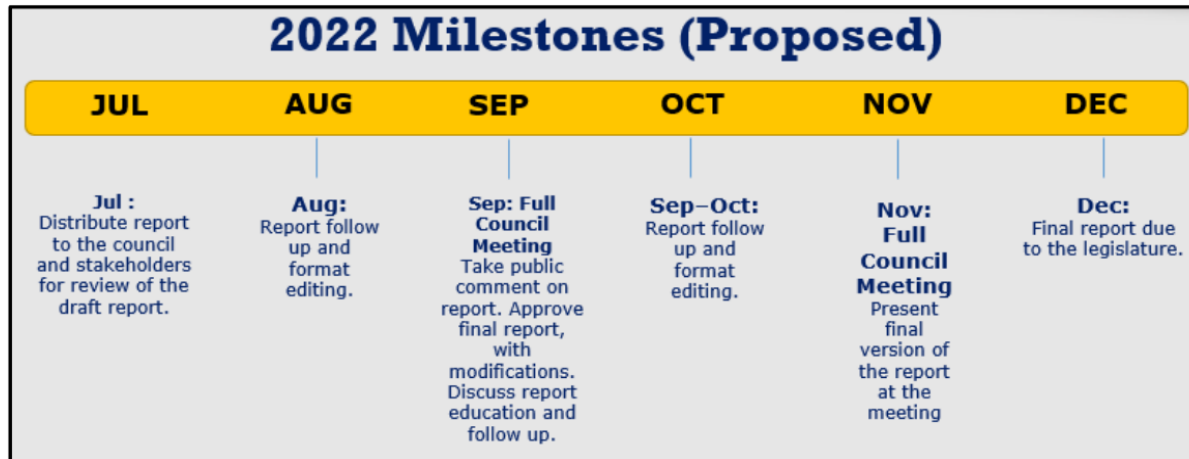 2022 Milestones (Proposed)
JUL AUG SEP OCT NOV DEC
Jul :
Distribute report
to the council
and stakeholders
for review of the
draft report.
Aug:
Report follow
up and
format
editing.
Sep: Full
Council
Meeting
Take public
comment on
report. Approve
final report,
with
modifications.
Discuss report
education and
follow up.
Sep–Oct:
Report follow
up and
format
editing.
Nov:
Full
Council
Meeting
Present
final
version of
the report
at the
meeting
Dec:
Final report due
to the legislature.